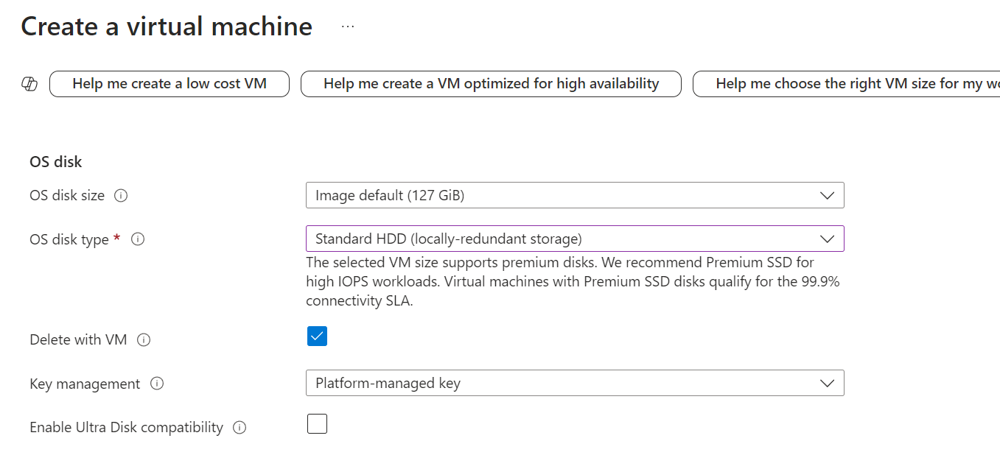 Create a virtual machine ...
Help me create a low cost VM
Help me create a VM optimized for high availability
Help me choose the right VM size for my
OS disk
OS disk size
Image default (127 GiB)
OS disk type *
Standard HDD (locally-redundant storage)
The selected VM size supports premium disks. We recommend Premium SSD for
high IOPS workloads. Virtual machines with Premium SSD disks qualify for the 99.9%
connectivity SLA.
Delete with VM
Key management
Platform-managed key
Enable Ultra Disk compatibility